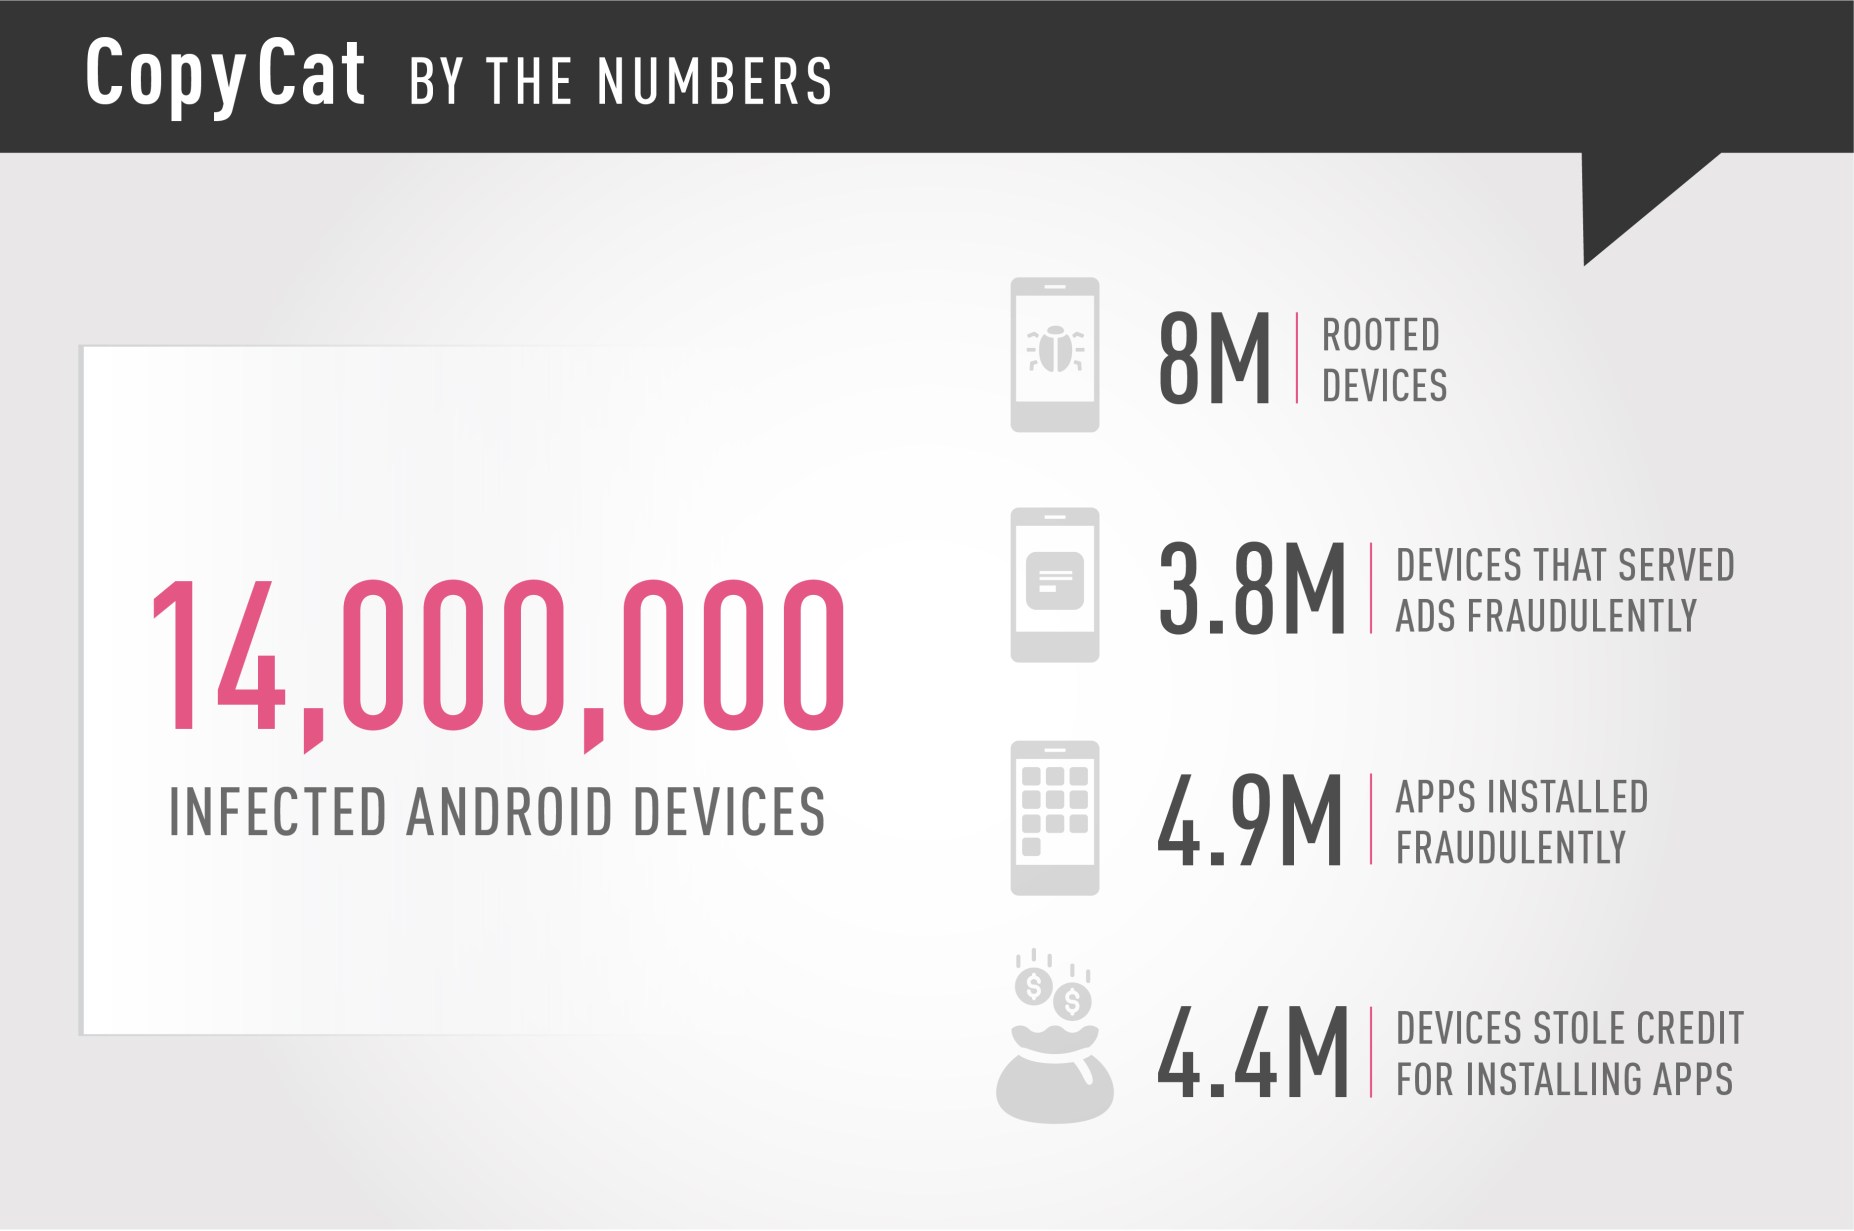 CopyCat BY THE NUMBERS
14,000,000
INFECTED ANDROID DEVICES
8M
ROOTED
DEVICES
3.8M
DEVICES THAT SERVED
ADS FRAUDULENTLY
4.9M
APPS INSTALLED
FRAUDULENTLY
$ $
4.4M
DEVICES STOLE CREDIT
FOR INSTALLING APPS